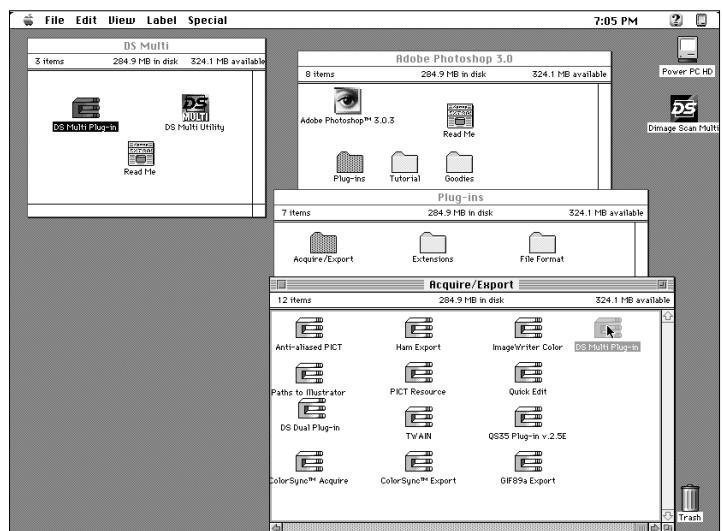 File Edit View Label Special 7:05 PM
DS Multi
3 items 284.9 MB in disk 324.1 MB available
DS Multi Plug-in
DS
MULTI
DS Multi Utility
EXTRA!
Read Me
Adobe Photoshop 3.0
8 items 284.9 MB in disk 324.1 MB available
Adobe Photoshop™ 3.0.3
EXTRA!
Read Me
Plug-ins Tutorial Goodies
Power PC HD
DS
Dimage Scan Multi
Plug-ins
7 items 284.9 MB in disk 324.1 MB available
Acquire/Export Extensions File Format
Acquire/Export
12 items 284.9 MB in disk 324.1 MB available
Anti-aliased PICT Ham Export ImageWriter Color DS Multi Plug-in
Paths to Illustrator PICT Resource Quick Edit
DS Dual Plug-in TWAIN QS35 Plug-in v.2.5E
ColorSync™ Acquire ColorSync™ Export GIF89a Export
Trash